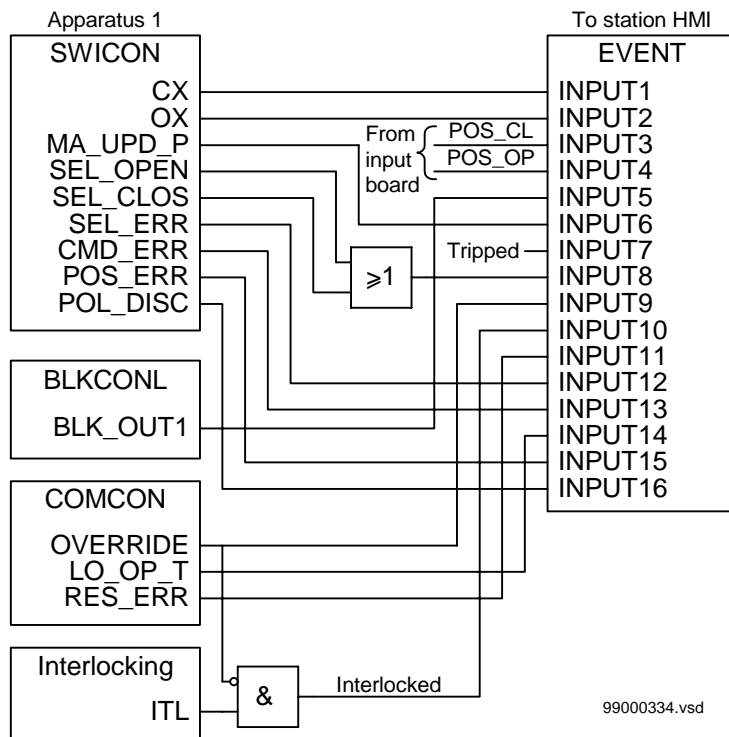 Apparatus 1
SWICON
CX
OX
MA_UPD_P
SEL_OPEN
SEL_CLOS
SEL_ERR
CMD_ERR
POS_ERR
POL_DISC
BLKCONL
BLK_OUT1
COMCON
OVERRIDE
LO_OP_T
RES_ERR
Interlocking
ITL
From
input
board
POS_CL
POS_OP
Tripped
≥1
&
Interlocked
To station HMI
EVENT
INPUT1
INPUT2
INPUT3
INPUT4
INPUT5
INPUT6
INPUT7
INPUT8
INPUT9
INPUT10
INPUT11
INPUT12
INPUT13
INPUT14
INPUT15
INPUT16
99000334.vsd